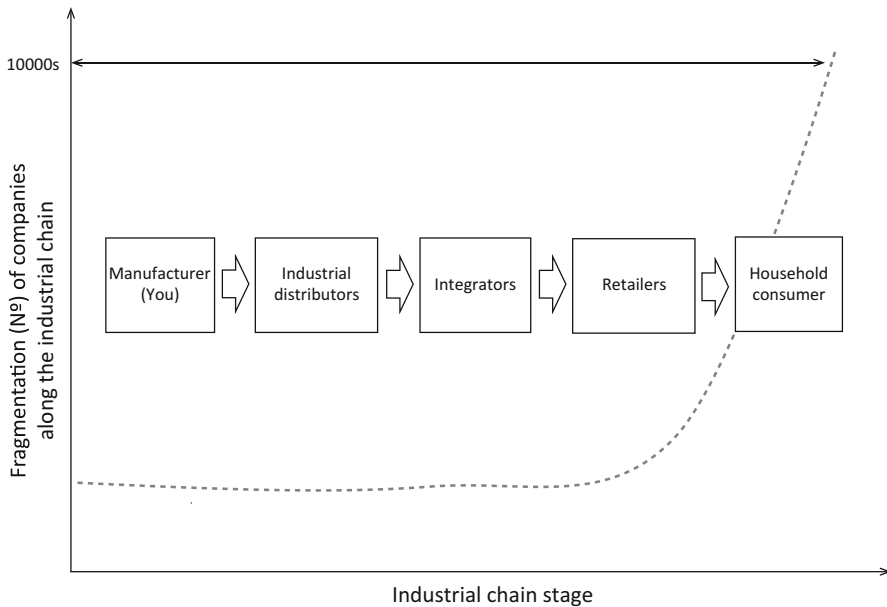 10000s
Fragmentation (Nº) of companies
along the industrial chain
Manufacturer
(You)
Industrial
distributors
Integrators
Retailers
Household
consumer
Industrial chain stage